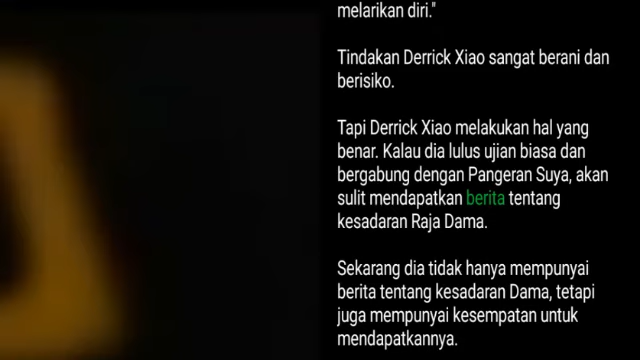 melarikan diri."
Tindakan Derrick Xiao sangat berani dan
berisiko.
Tapi Derrick Xiao melakukan hal yang
benar. Kalau dia lulus ujian biasa dan
bergabung dengan Pangeran Suya, akan
sulit mendapatkan berita tentang
kesadaran Raja Dama.
Sekarang dia tidak hanya mempunyai
berita tentang kesadaran Dama, tetapi
juga mempunyai kesempatan untuk
mendapatkannya.